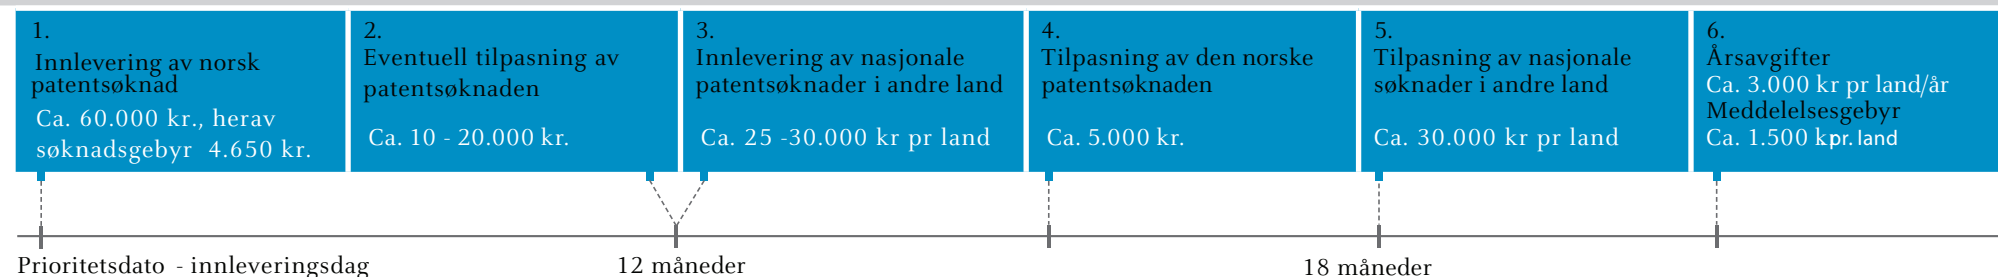 1.
Innlevering av norsk
patentsøknad
Ca. 60.000 kr., herav
søknadsgebyr 4.650 kr.
2.
Eventuell tilpasning av
patentsøknaden
Ca. 10 - 20.000 kr.
3.
Innlevering av nasjonale
patentsøknader i andre land
Ca. 25 -30.000 kr pr land
4.
Tilpasning av den norske
patentsøknaden
Ca. 5.000 kr.
5.
Tilpasning av nasjonale
søknader i andre land
Ca. 30.000 kr pr land
6.
Årsavgifter
Ca. 3.000 kr pr land/år
Meddelelsesgebyr
Ca. 1.500 kpr. land
Prioritetsdato - innleveringsdag
12 måneder
18 måneder